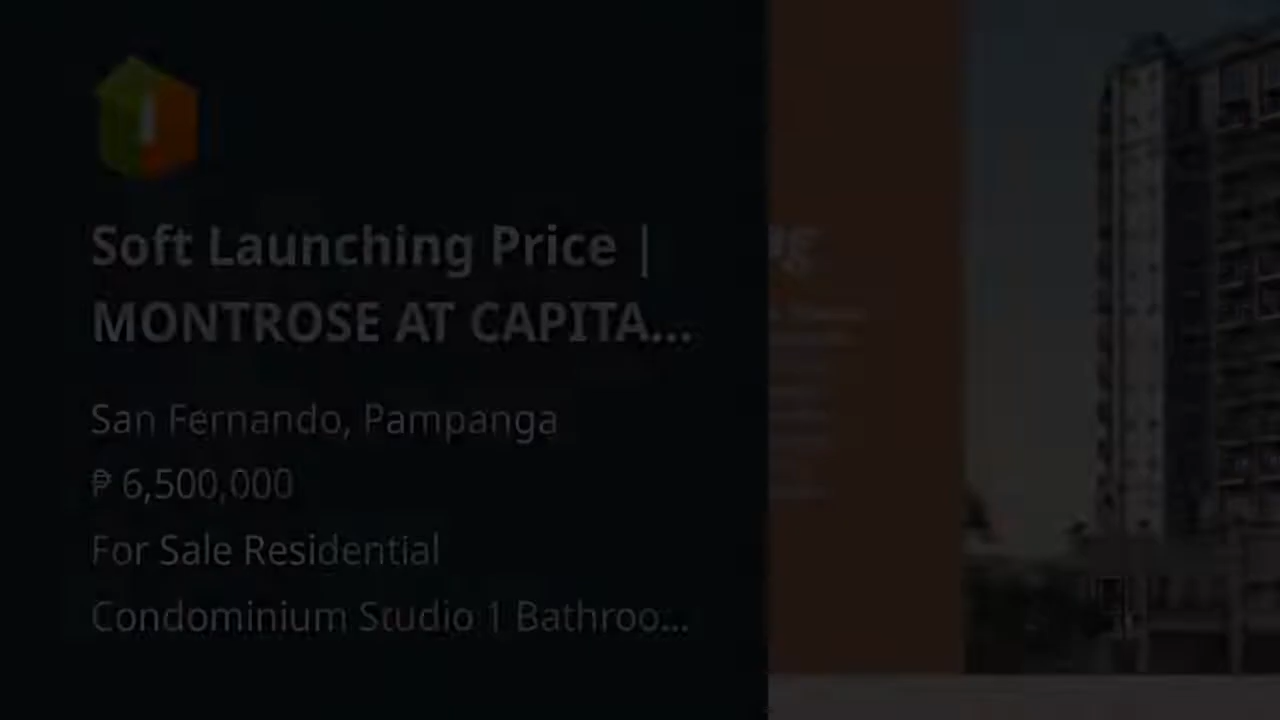 Soft Launching Price |
MONTROSE AT CAPITA...
San Fernando, Pampanga
₱ 6,500,000
For Sale Residential
Condominium Studio 1 Bathroo...